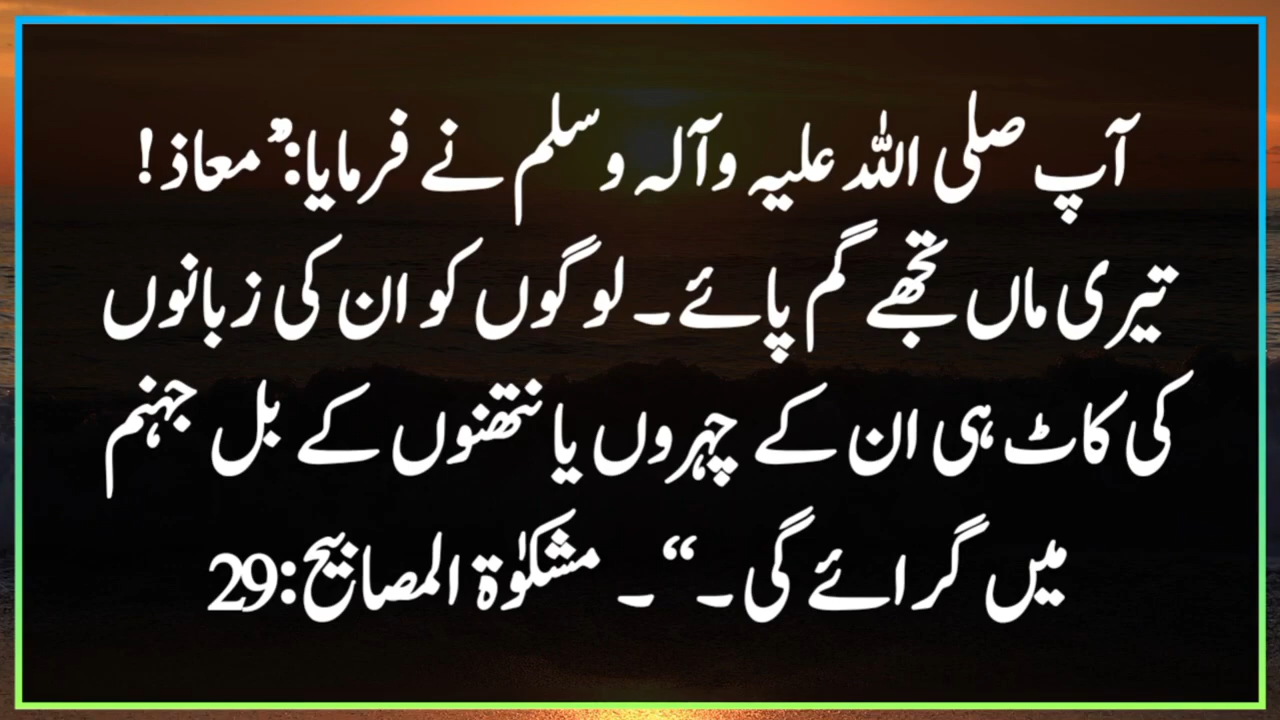 آپ صلی اللہ علیہ وآلہ وسلم نے فرمایا:”معاذ!
تیری ماں تجھے گم پائے۔ لوگوں کو ان کی زبانوں
کی کاٹ ہی ان کے چہروں یا نتھنوں کے بل جہنم
میں گرائے گی۔“۔ مشکوٰۃ المصابیح:29